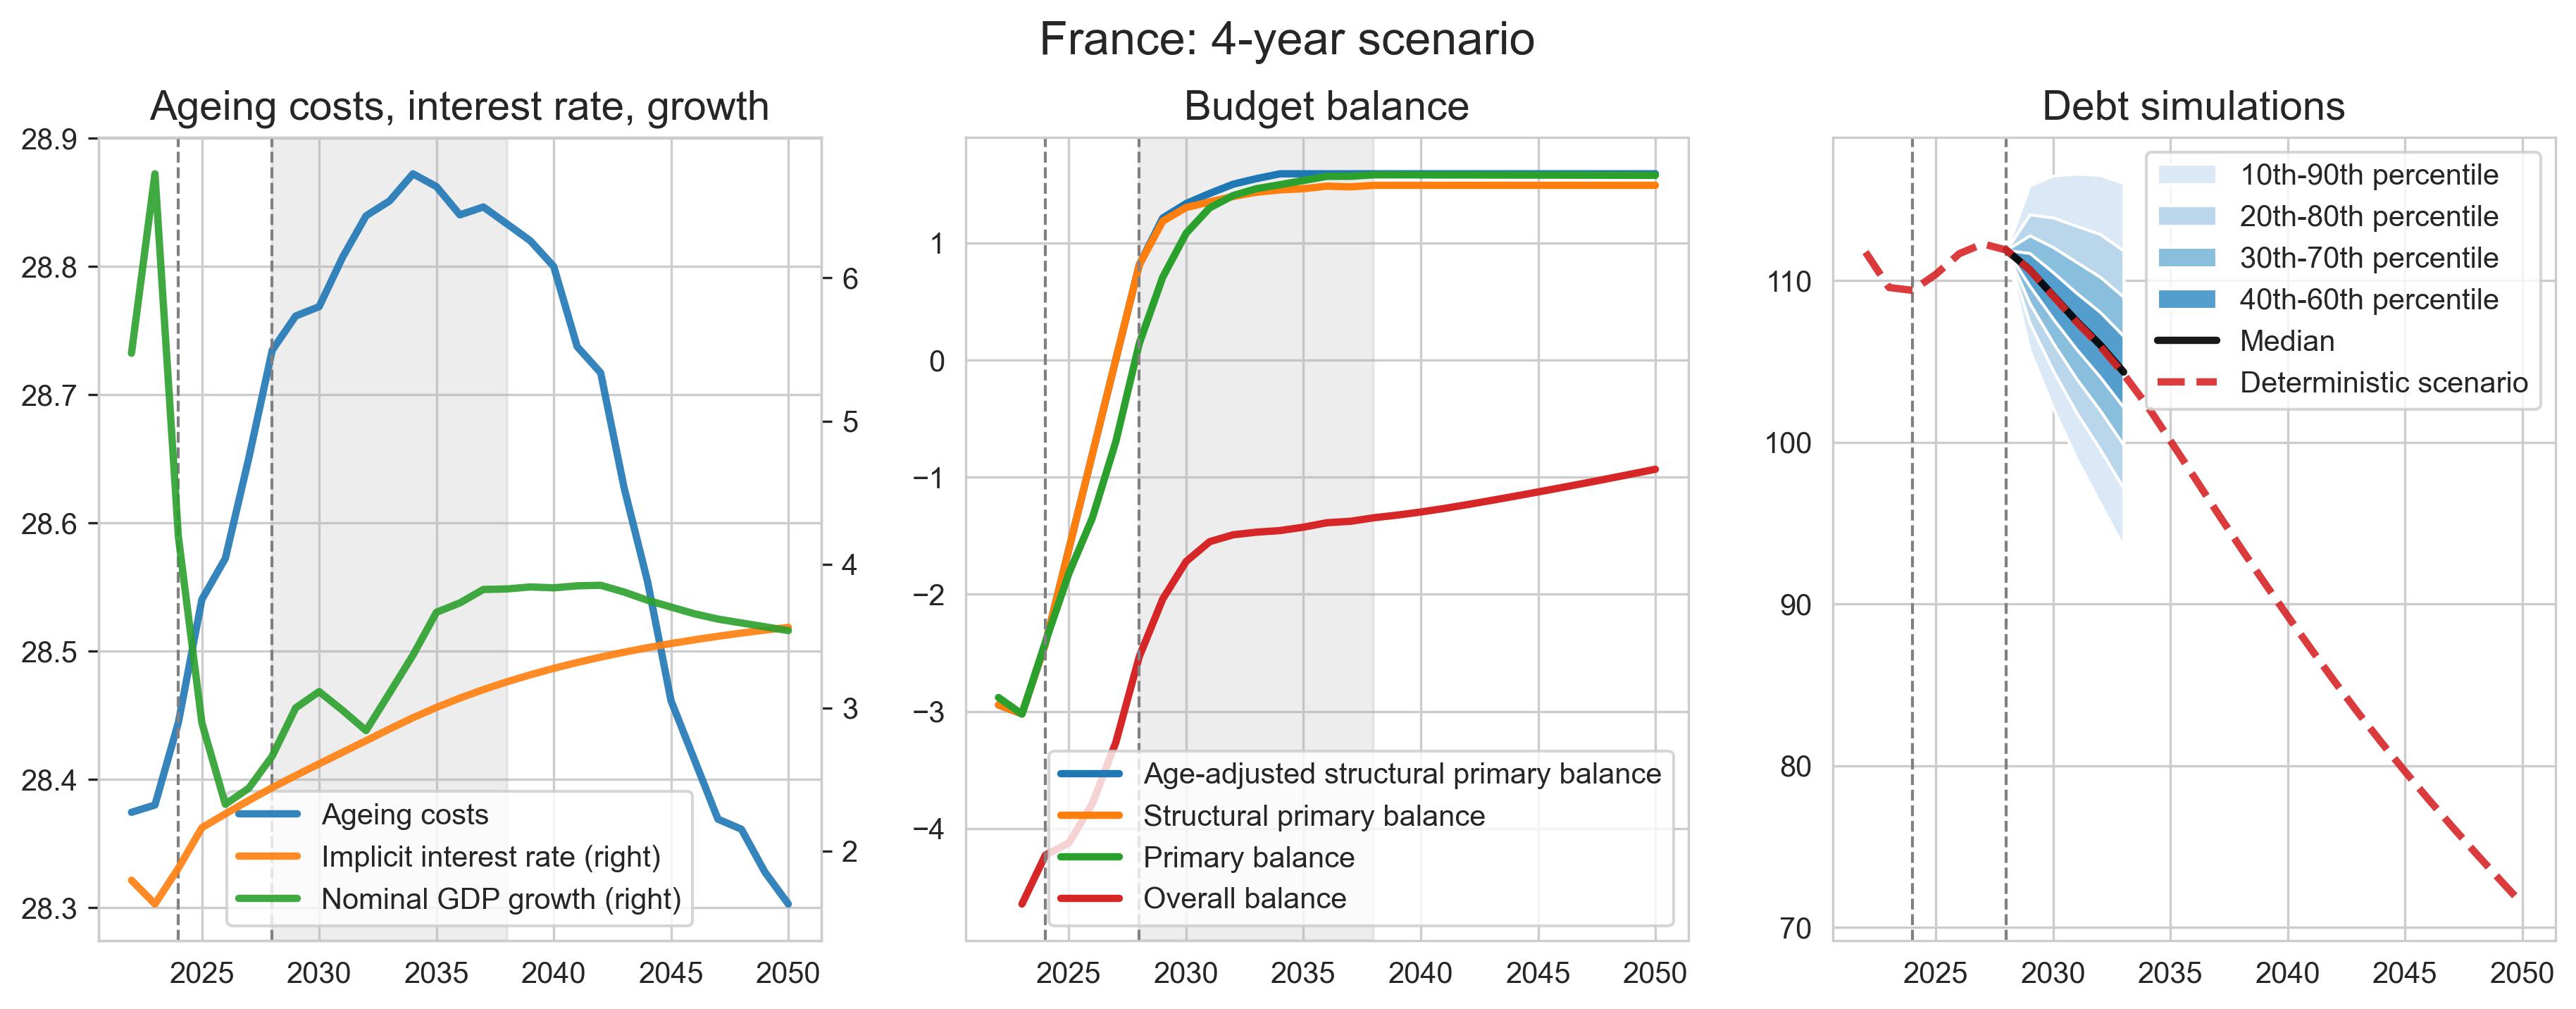 France: 4-year scenario
Ageing costs, interest rate, growth
28.9
28.8
28.7
28.6
28.5
28.4
28.3
6
5
4
3
2
Ageing costs
Implicit interest rate (right)
Nominal GDP growth (right)
2025 2030 2035 2040 2045 2050
Budget balance
1
0
−1
−2
−3
−4
Age-adjusted structural primary balance
Structural primary balance
Primary balance
Overall balance
2025 2030 2035 2040 2045 2050
Debt simulations
110
100
90
80
70
10th-90th percentile
20th-80th percentile
30th-70th percentile
40th-60th percentile
Median
Deterministic scenario
2025 2030 2035 2040 2045 2050